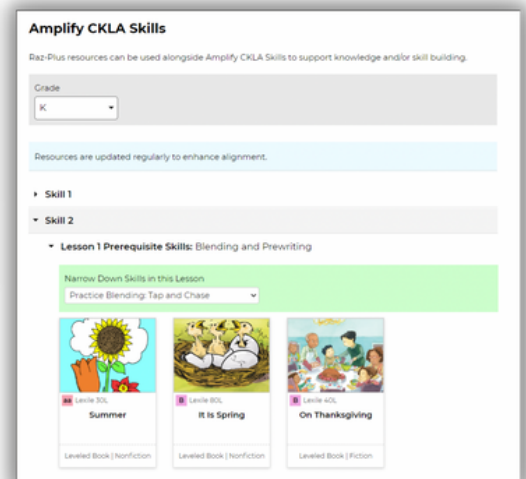 Amplify CKLA Skills
Raz-Plus resources can be used alongside Amplify CKLA Skills to support knowledge and/or skill building.
Grade
K
Resources are updated regularly to enhance alignment.
Skill 1
Skill 2
Lesson 1 Prerequisite Skills: Blending and Prewriting
Narrow Down Skills in this Lesson
Practice Blending: Tap and Chase
aa Lexile 30L
B Lexile 80L
B Lexile 40L
Summer
It Is Spring
On Thanksgiving
Leveled Book | Nonfiction
Leveled Book | Nonfiction
Leveled Book | Fiction